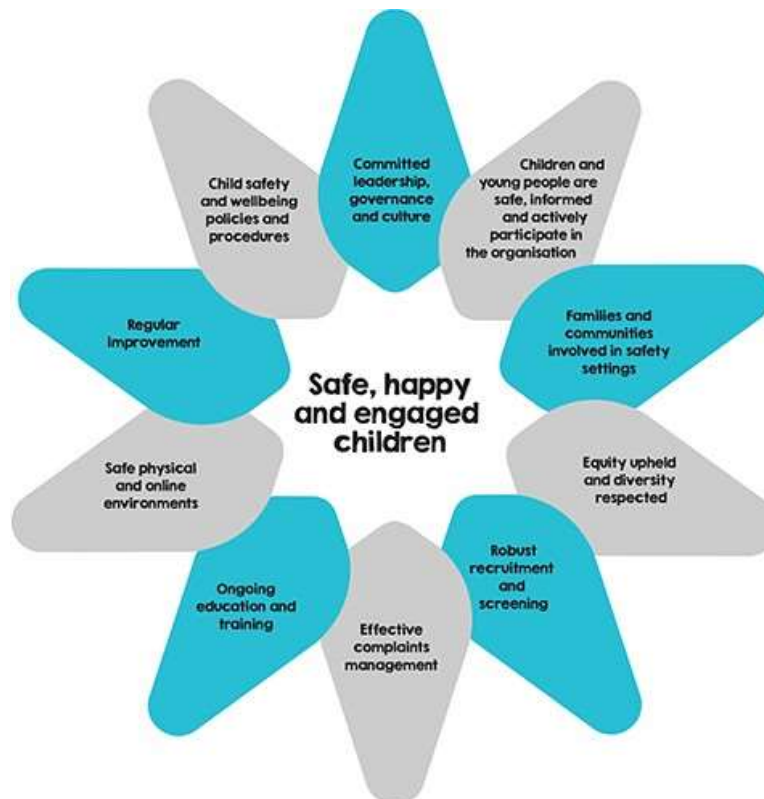 Committed
leadership,
governance
and culture
Children and
young people are
safe, informed
and actively
participate in
the organisation
Families and
communities
involved in safety
settings
Equity upheld
and diversity
respected
Robust
recruitment
and
screening
Effective
complaints
management
Ongoing
education and
training
Safe physical
and online
environments
Regular
improvement
Child safety
and wellbeing
policies and
procedures
Safe, happy
and engaged
children